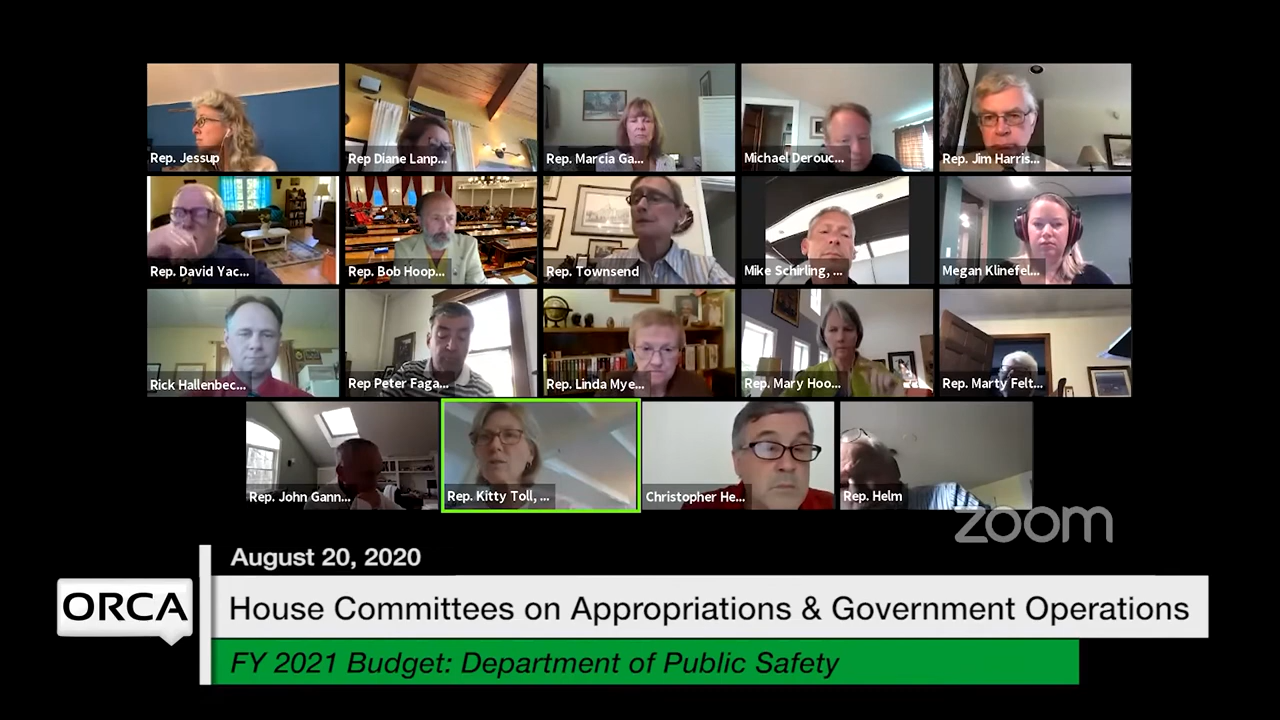 Rep. Jessup
Rep Diane Lanp...
Rep. Marcia Ga...
Michael Derouc...
Rep. Jim Harris...
Rep. David Yac...
Rep. Bob Hoop...
Rep. Townsend
Mike Schirling, ...
Megan Klinefel...
Rick Hallenbec...
Rep Peter Faga...
Rep. Linda Mye...
Rep. Mary Hoo...
Rep. Marty Felt...
Rep. John Gann...
Rep. Kitty Toll, ...
Christopher He...
Rep. Helm
zoom
August 20, 2020
ORCA
House Committees on Appropriations & Government Operations
FY 2021 Budget: Department of Public Safety